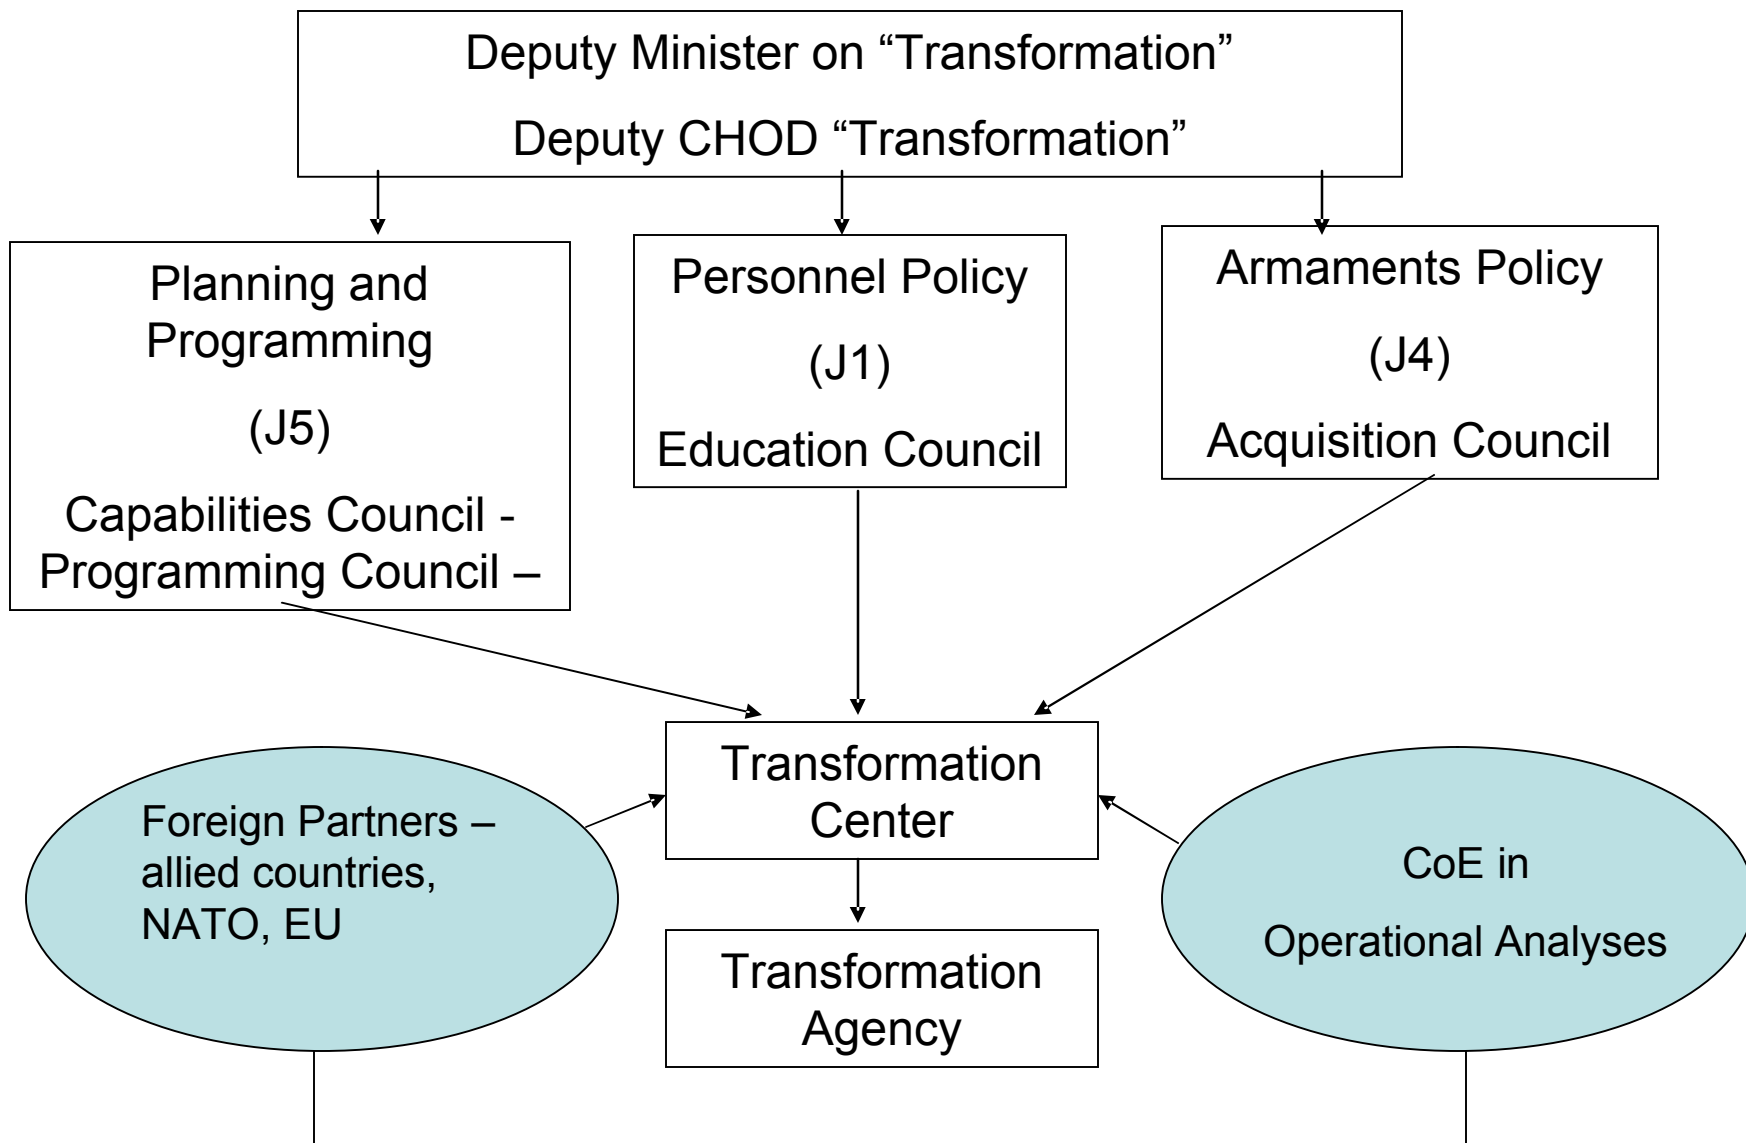 Deputy Minister on “Transformation”
Deputy CHOD “Transformation”
Planning and
Programming
(J5)
Capabilities Council -
Programming Council –
Personnel Policy
(J1)
Education Council
Armaments Policy
(J4)
Acquisition Council
Transformation
Center
Foreign Partners –
allied countries,
NATO, EU
CoE in
Operational Analyses
Transformation
Agency